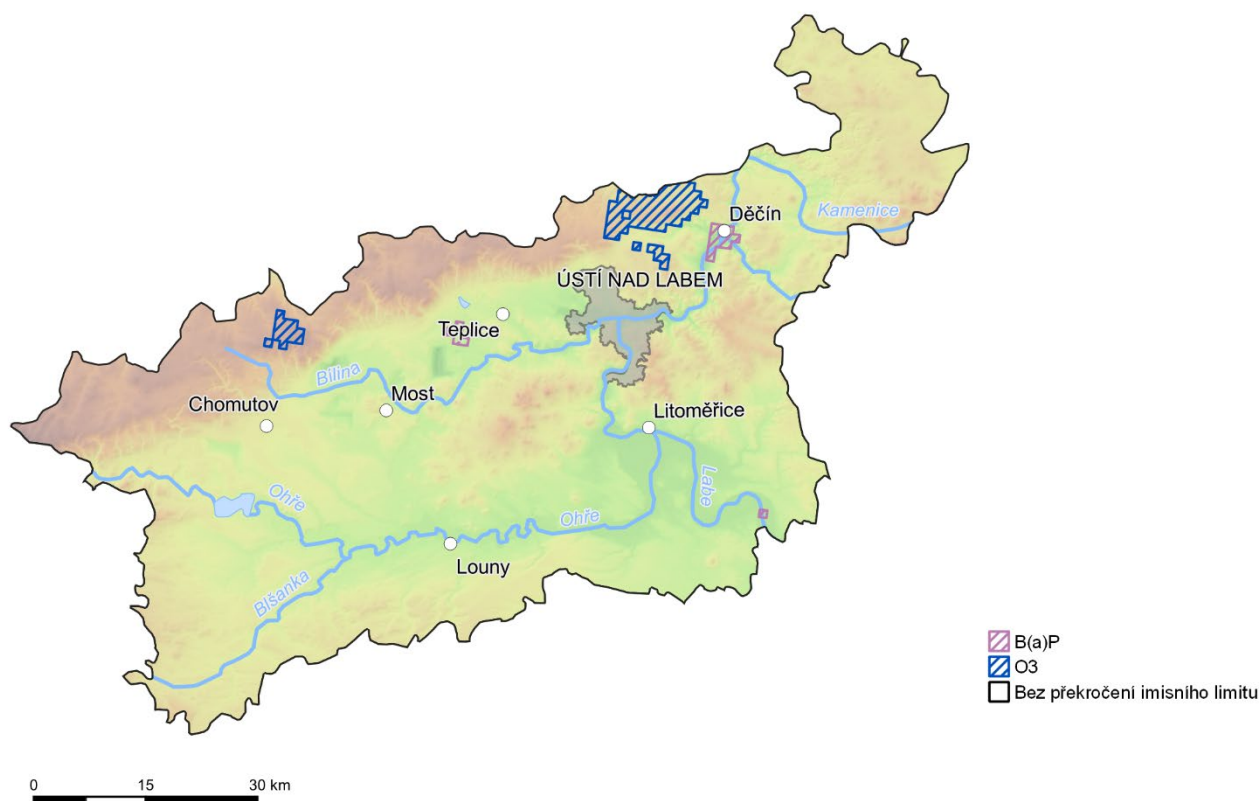 Děčín
Kamenice
ÚSTÍ NAD LABEM
Teplice
Bílina
Most
Chomutov
Litoměřice
Labe
Ohře
Ohře
Louny
Blšanka
B(a)P
O3
Bez překročení imisního limitu
0 15 30 km